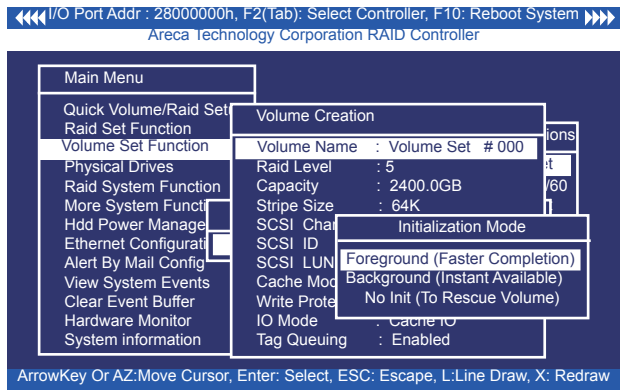 I/O Port Addr : 28000000h, F2(Tab): Select Controller, F10: Reboot System
Areca Technology Corporation RAID Controller
Main Menu
Quick Volume/Raid Set
Raid Set Function
Volume Set Function
Physical Drives
Raid System Function
More System Functi
Hdd Power Manage
Ethernet Configurati
Alert By Mail Config
View System Events
Clear Event Buffer
Hardware Monitor
System information
Volume Creation
Volume Name : Volume Set # 000
Raid Level : 5
Capacity : 2400.0GB
Stripe Size : 64K
SCSI Chan
SCSI ID
SCSI LUN
Cache Mod
Write Prote
IO Mode : Cache IO
Tag Queuing : Enabled
ions
et
/60
Initialization Mode
Foreground (Faster Completion)
Background (Instant Available)
No Init (To Rescue Volume)
ArrowKey Or AZ:Move Cursor, Enter: Select, ESC: Escape, L:Line Draw, X: Redraw